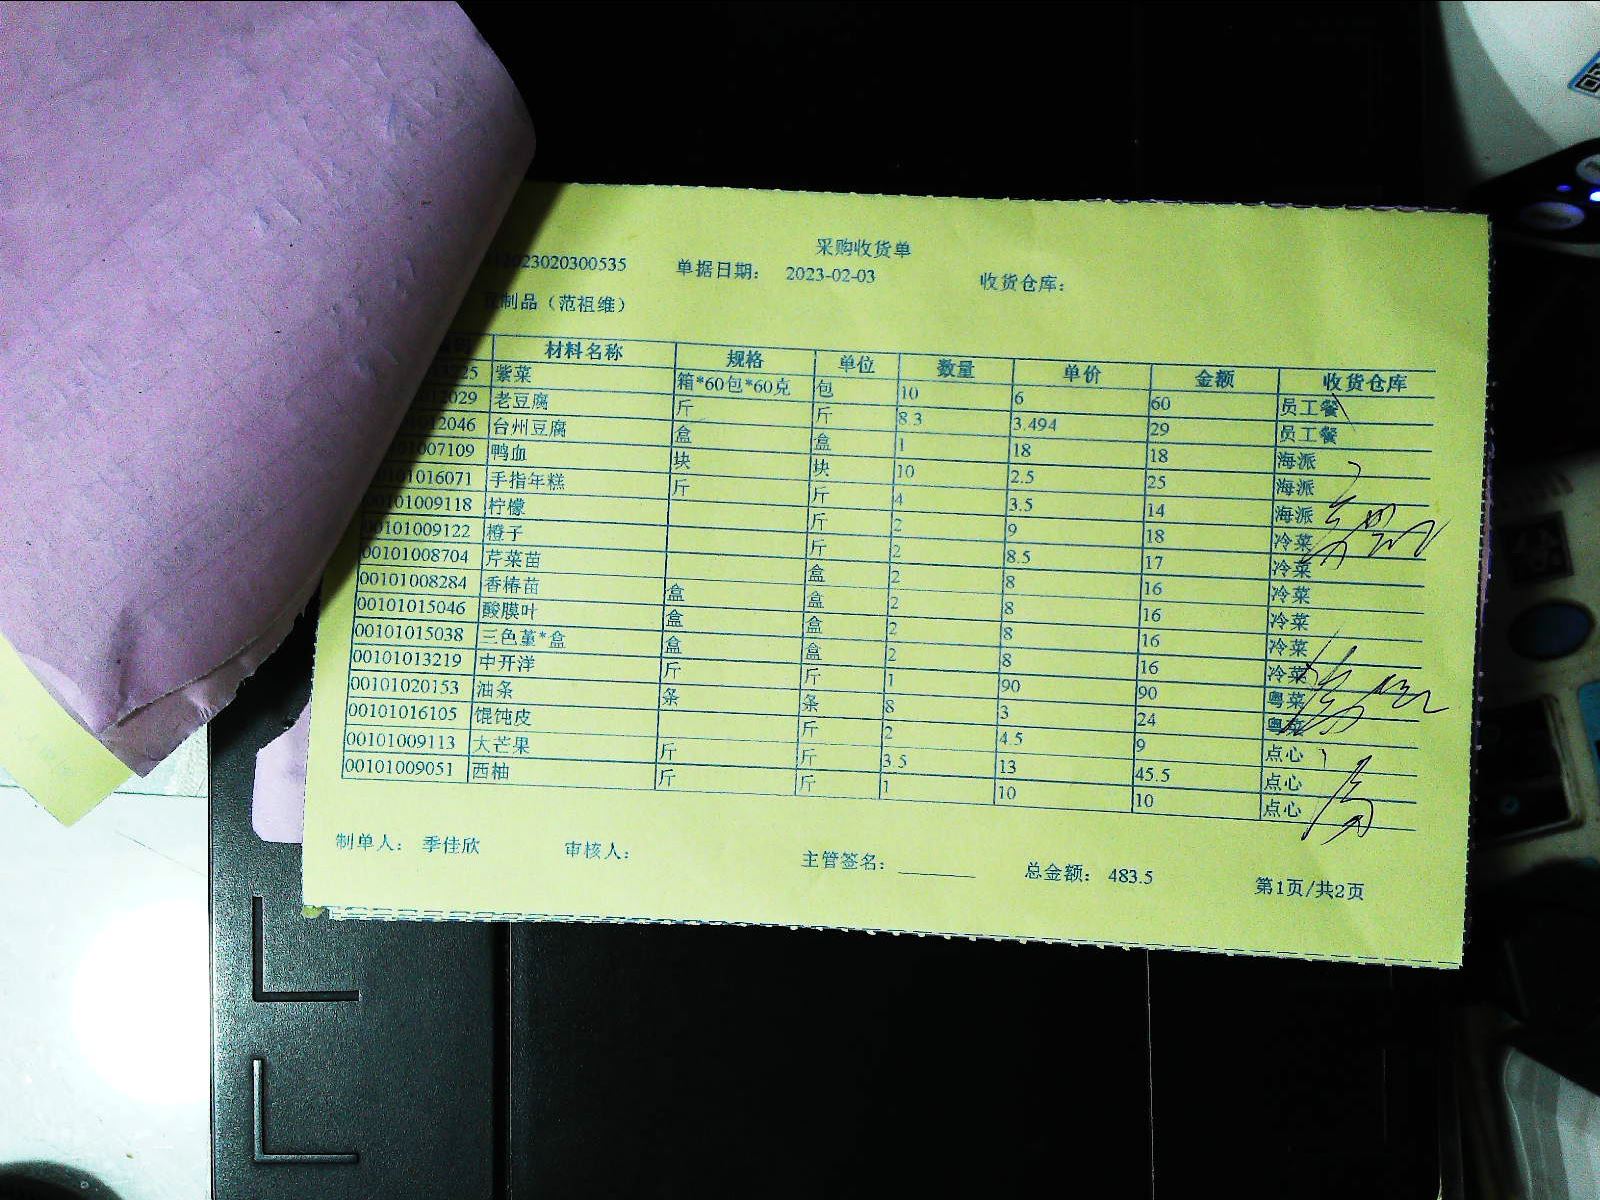 采购收货单
2023020300535 单据日期: 2023-02-03 收货仓库:
制品（范祖维）
材料名称 规格 单位 数量 单价 金额 收货仓库
225 紫菜 箱*60包*60克 包 10 6 60 员工餐
2029 老豆腐 斤 斤 8.3 3.494 29 员工餐
12046 台州豆腐 盒 盒 1 18 18 海派
01007109 鸭血 块 块 10 2.5 25 海派
0101016071 手指年糕 斤 斤 4 3.5 14 海派
00101009118 柠檬 斤 2 9 18 冷菜
00101009122 橙子 斤 2 8.5 17 冷菜
00101008704 芹菜苗 盒 2 8 16 冷菜
00101008284 香椿苗 盒 盒 2 8 16 冷菜
00101015046 酸膜叶 盒 盒 2 8 16 冷菜
00101015038 三色堇*盒 盒 盒 2 8 16 冷菜
00101013219 中开洋 斤 斤 1 90 90 粤菜
00101020153 油条 条 条 8 3 24 粤菜
00101016105 馄饨皮 斤 2 4.5 9 点心
00101009113 大芒果 斤 斤 3.5 13 45.5 点心
00101009051 西柚 斤 斤 1 10 10 点心
制单人: 季佳欣 审核人: 主管签名: 总金额: 483.5 第1页/共2页